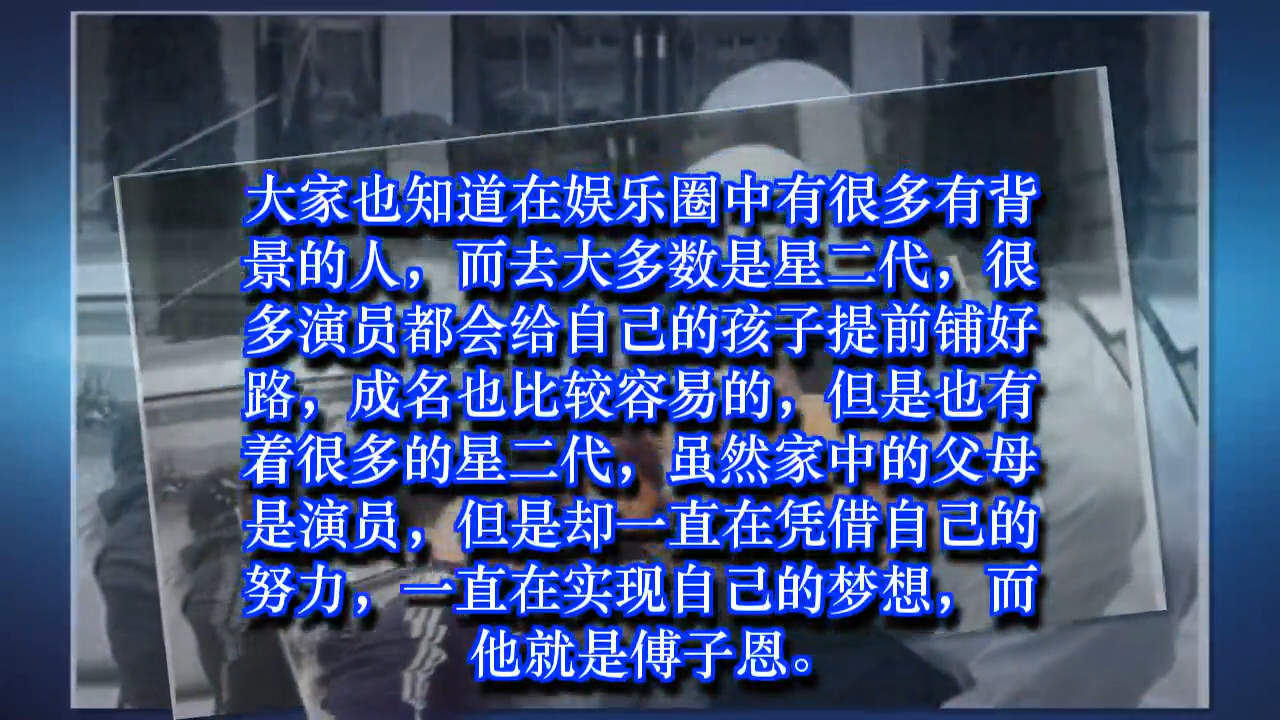 大家也知道在娱乐圈中有很多有背
景的人，而去大多数是星二代，很
多演员都会给自己的孩子提前铺好
路，成名也比较容易的，但是也有
着很多的星二代，虽然家中的父母
是演员，但是却一直在凭借自己的
努力，一直在实现自己的梦想，而
他就是傅子恩。